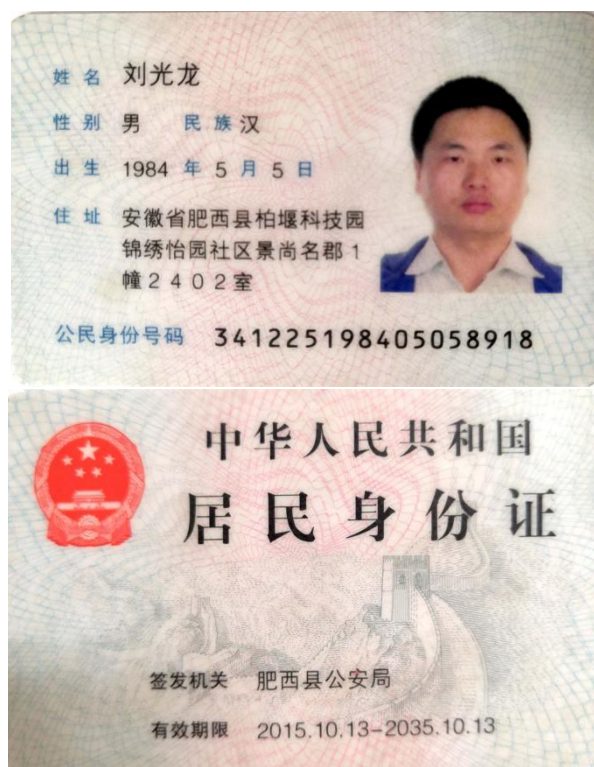 姓名 刘光龙
性别 男 民族 汉
出生 1984 年 5 月 5 日
住址 安徽省肥西县柏堰科技园
锦绣怡园社区景尚名郡1
幢2402室
公民身份号码 341225198405058918
中华人民共和国
居民身份证
签发机关 肥西县公安局
有效期限 2015.10.13-2035.10.13